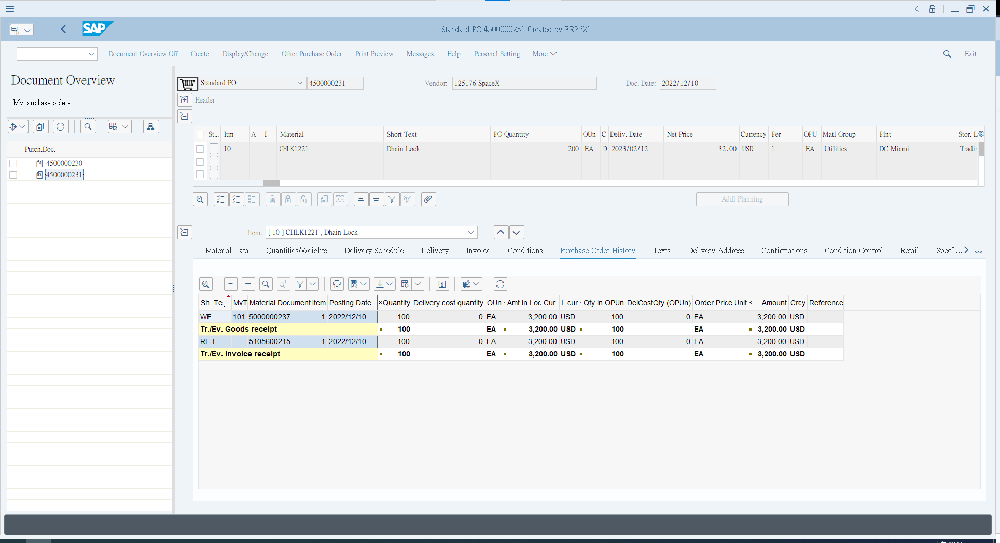 SAP
Standard PO 4500000231 Created by ERP221
Document Overview Off Create Display/Change Other Purchase Order Print Preview Messages Help Personal Setting More Exit
Document Overview
My purchase orders
Purch.Doc.
4500000230
4500000231
Standard PO 4500000231 Vendor: 125176 SpaceX Doc. Date: 2022/12/10
Header
St... Itm A I Material Short Text PO Quantity OUn C Deliv. Date Net Price Currency Per OPU Matl Group Plnt Stor. L
10 CHLK1221 Dhain Lock 200 EA D 2023/02/12 32.00 USD 1 EA Utilities DC Miami Tradin
Addl Planning
Item: [ 10 ] CHLK1221 , Dhain Lock
Material Data Quantities/Weights Delivery Schedule Delivery Invoice Conditions Purchase Order History Texts Delivery Address Confirmations Condition Control Retail Spec2...
Sh. Te... MvT Material Document Item Posting Date ΣQuantity Delivery cost quantity OUn ΣAmt.in Loc.Cur. L.cur ΣQty in OPUn DelCostQty (OPUn) Order Price Unit Σ Amount Crcy Reference
WE 101 5000000237 1 2022/12/10 100 0 EA 3,200.00 USD 100 0 EA 3,200.00 USD
Tr./Ev. Goods receipt 100 EA 3,200.00 USD 100 EA 3,200.00 USD
RE-L 5105600215 1 2022/12/10 100 0 EA 3,200.00 USD 100 0 EA 3,200.00 USD
Tr./Ev. Invoice receipt 100 EA 3,200.00 USD 100 EA 3,200.00 USD